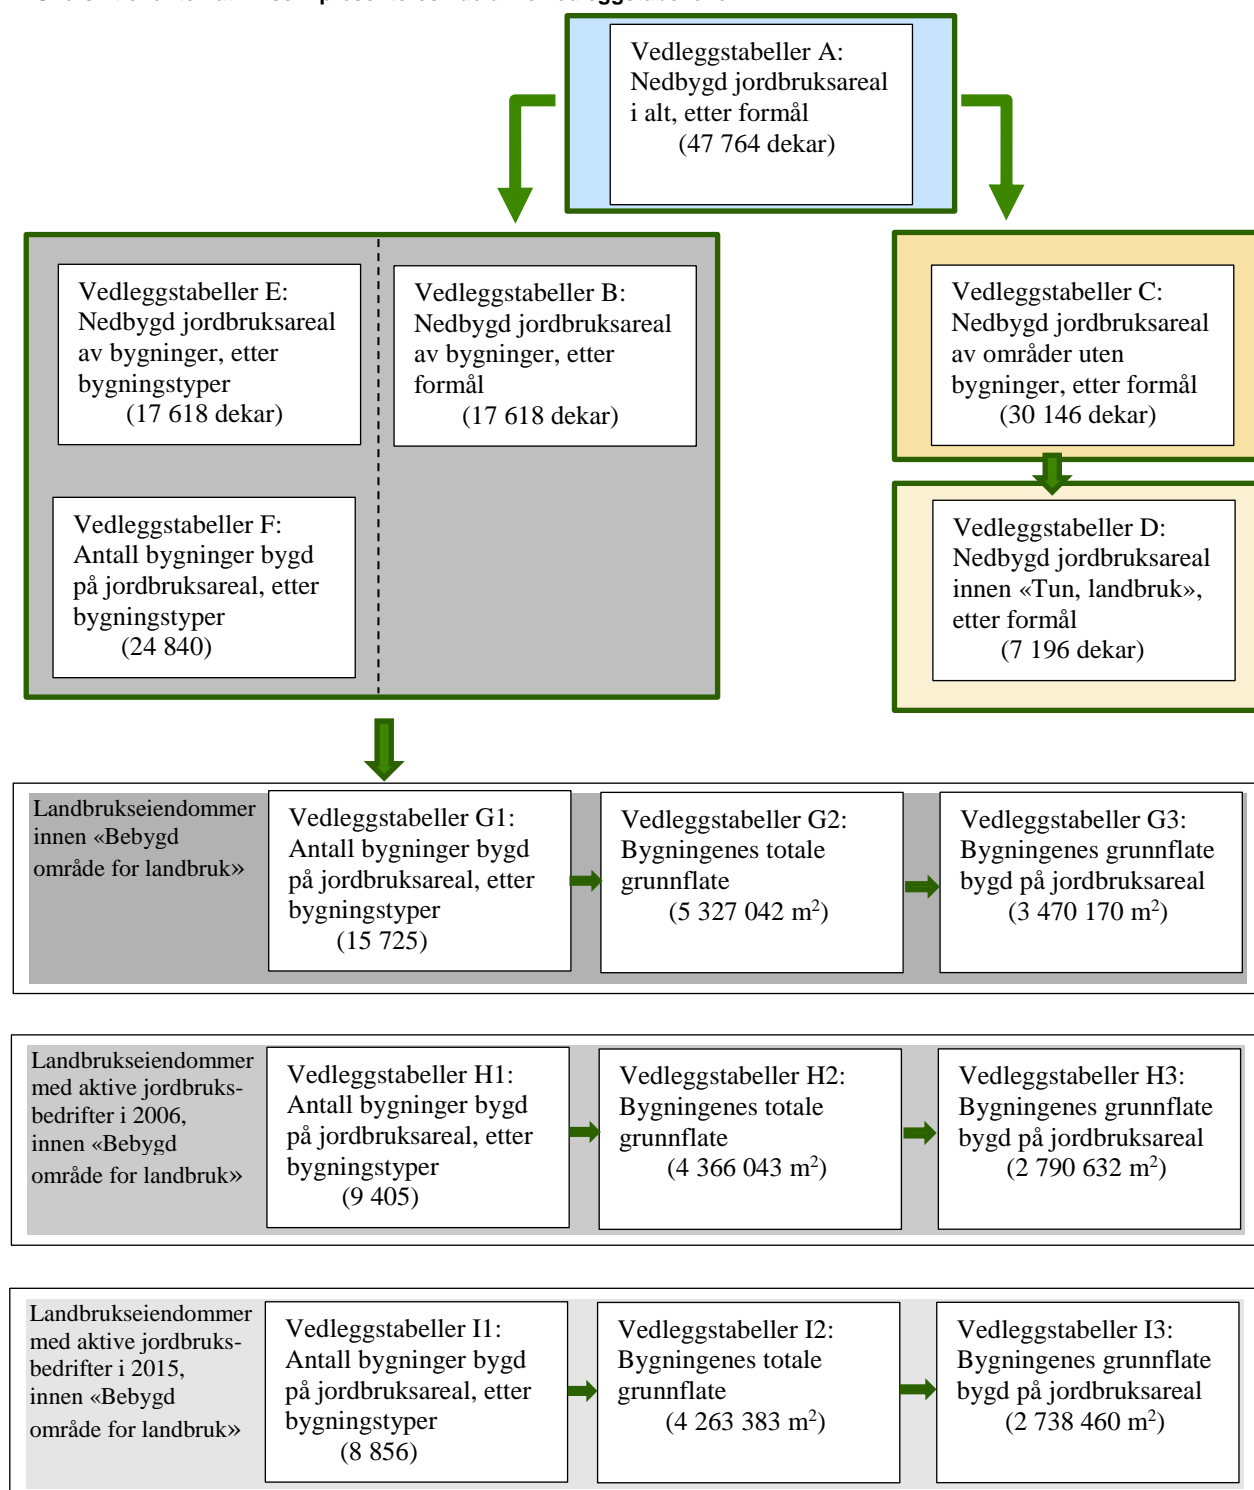 Vedleggstabeller A:
Nedbygd jordbruksareal
i alt, etter formål
(47 764 dekar)
Vedleggstabeller E:
Nedbygd jordbruksareal
av bygninger, etter
bygningstyper
(17 618 dekar)
Vedleggstabeller B:
Nedbygd jordbruksareal
av bygninger, etter
formål
(17 618 dekar)
Vedleggstabeller C:
Nedbygd jordbruksareal
av områder uten
bygninger, etter formål
(30 146 dekar)
Vedleggstabeller F:
Antall bygninger bygd
på jordbruksareal, etter
bygningstyper
(24 840)
Vedleggstabeller D:
Nedbygd jordbruksareal
innen «Tun, landbruk»,
etter formål
(7 196 dekar)
Landbrukseiendommer
innen «Bebygd
område for landbruk»
Vedleggstabeller G1:
Antall bygninger bygd
på jordbruksareal, etter
bygningstyper
(15 725)
Vedleggstabeller G2:
Bygningenes totale
grunnflate
(5 327 042 m²)
Vedleggstabeller G3:
Bygningenes grunnflate
bygd på jordbruksareal
(3 470 170 m²)
Landbrukseiendommer
med aktive jordbruks-
bedrifter i 2006,
innen «Bebygd
område for landbruk»
Vedleggstabeller H1:
Antall bygninger bygd
på jordbruksareal, etter
bygningstyper
(9 405)
Vedleggstabeller H2:
Bygningenes totale
grunnflate
(4 366 043 m²)
Vedleggstabeller H3:
Bygningenes grunnflate
bygd på jordbruksareal
(2 790 632 m²)
Landbrukseiendommer
med aktive jordbruks-
bedrifter i 2015,
innen «Bebygd
område for landbruk»
Vedleggstabeller I1:
Antall bygninger bygd
på jordbruksareal, etter
bygningstyper
(8 856)
Vedleggstabeller I2:
Bygningenes totale
grunnflate
(4 263 383 m²)
Vedleggstabeller I3:
Bygningenes grunnflate
bygd på jordbruksareal
(2 738 460 m²)